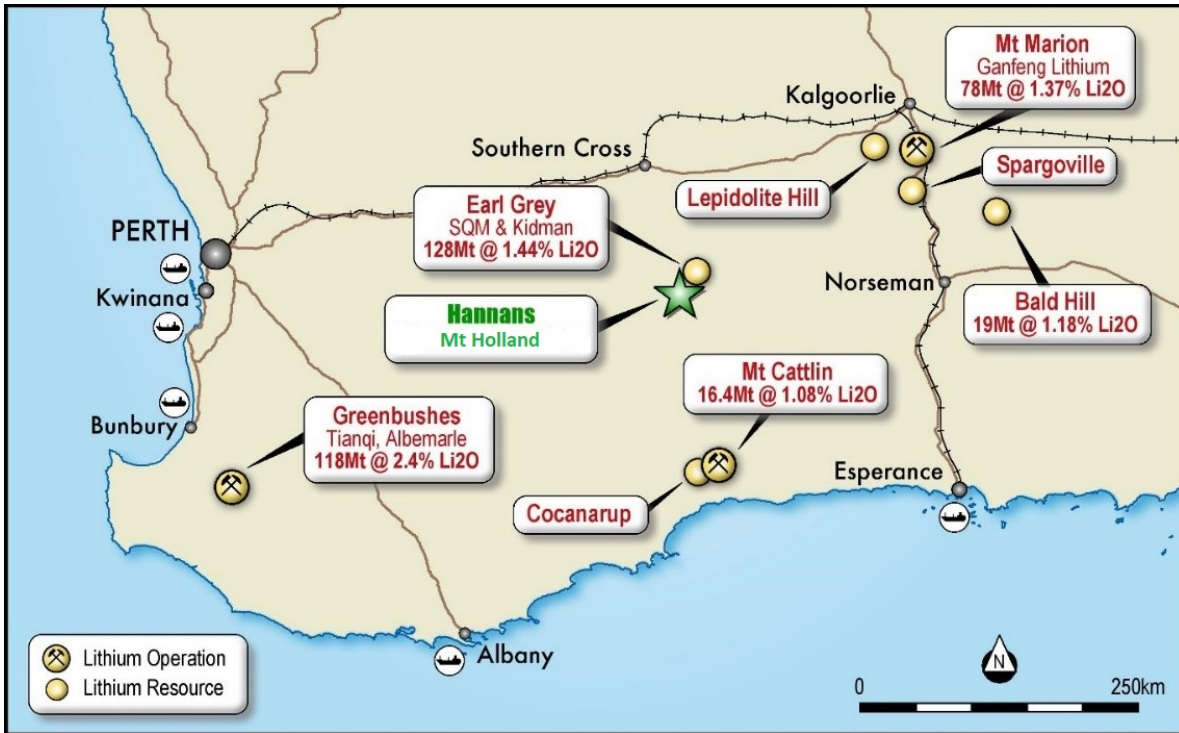 Mt Marion
Ganfeng Lithium
78Mt @ 1.37% Li2O
Kalgoorlie
Southern Cross
Spargoville
Lepidolite Hill
Earl Grey
SQM & Kidman
128Mt @ 1.44% Li2O
PERTH
Kwinana
Norseman
Hannans
Mt Holland
Bald Hill
19Mt @ 1.18% Li2O
Mt Cattlin
16.4Mt @ 1.08% Li2O
Greenbushes
Tianqi, Albemarle
118Mt @ 2.4% Li2O
Bunbury
Esperance
Cocanarup
Albany
Lithium Operation
Lithium Resource
N
0 250km